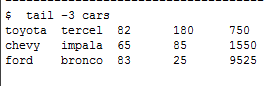 $ tail -3 cars
toyota tercel 82 180 750
chevy impala 65 85 1550
ford bronco 83 25 9525